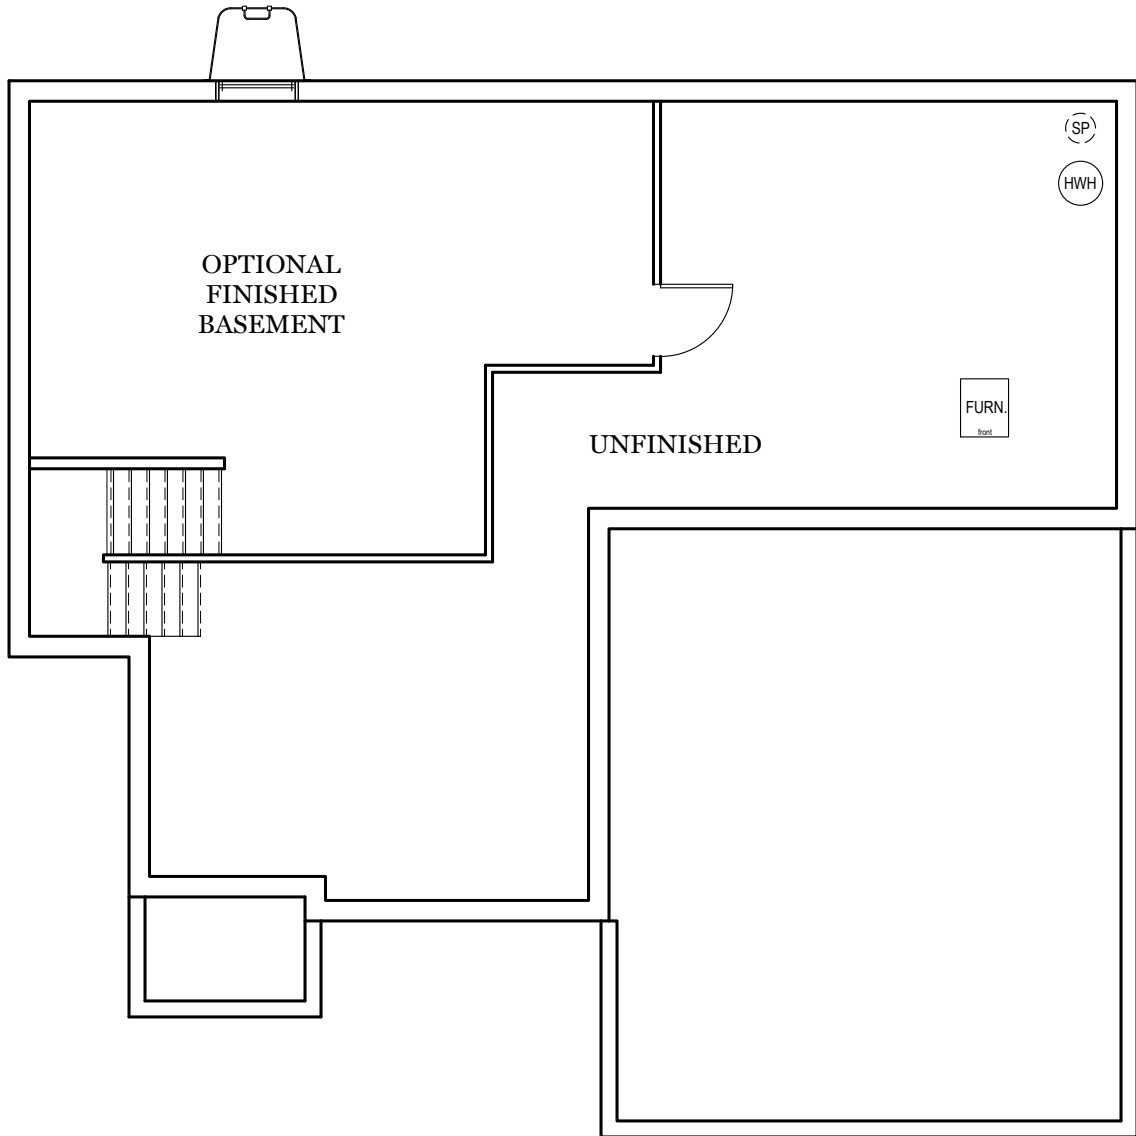 SP
HWH
OPTIONAL
FINISHED
BASEMENT
FURN.
front
UNFINISHED